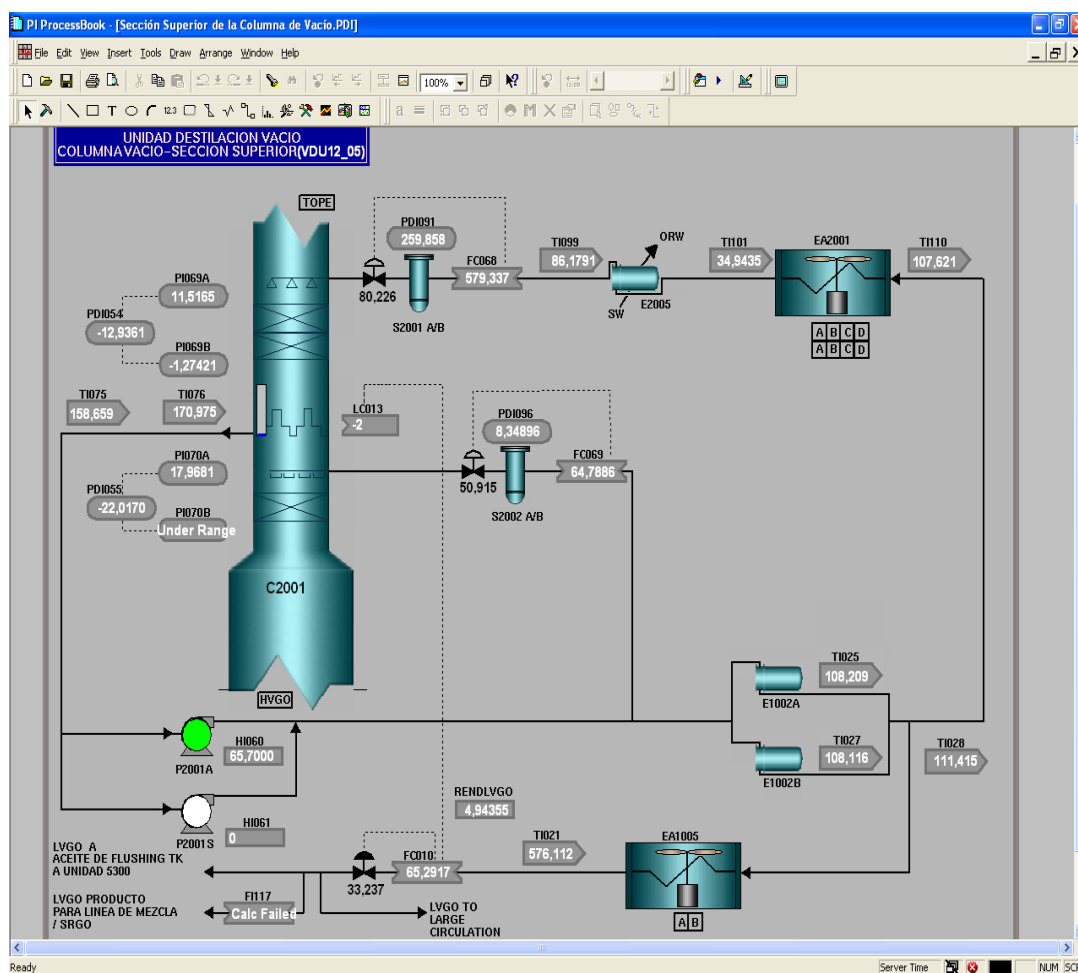 PI ProcessBook - [Sección Superior de la Columna de Vacío.PDI]
File Edit View Insert Tools Draw Arrange Window Help
100%
UNIDAD DESTILACION VACIO
COLUMNA VACIO-SECCION SUPERIOR(VDU12_05)
TOPE
PDI091
259,858
FC068
579,337
TI099
86,1791
ORW
TI101
34,9435
EA2001
TI110
107,621
80,226
S2001 A/B
SW
E2005
A B C D
A B C D
PI069A
11,5165
PDI054
-12,9361
PI069B
-1,27421
TI075
158,659
TI076
170,975
LC013
-2
PDI096
8,34896
FC069
64,7886
50,915
S2002 A/B
PI070A
17,9681
PDI055
-22,0170
PI070B
Under Range
C2001
HVGO
TI025
108,209
E1002A
TI027
108,116
E1002B
TI028
111,415
HI060
65,7000
P2001A
HI061
0
P2001S
RENDLVGO
4,94355
TI021
576,112
EA1005
A B
FC010
65,2917
33,237
LVGO A
ACEITE DE FLUSHING TK
A UNIDAD 5300
LVGO PRODUCTO
PARA LINEA DE MEZCLA
/ SRGO
FI117
Calc Failed
LVGO TO
LARGE
CIRCULATION
Ready
Server Time
NUM